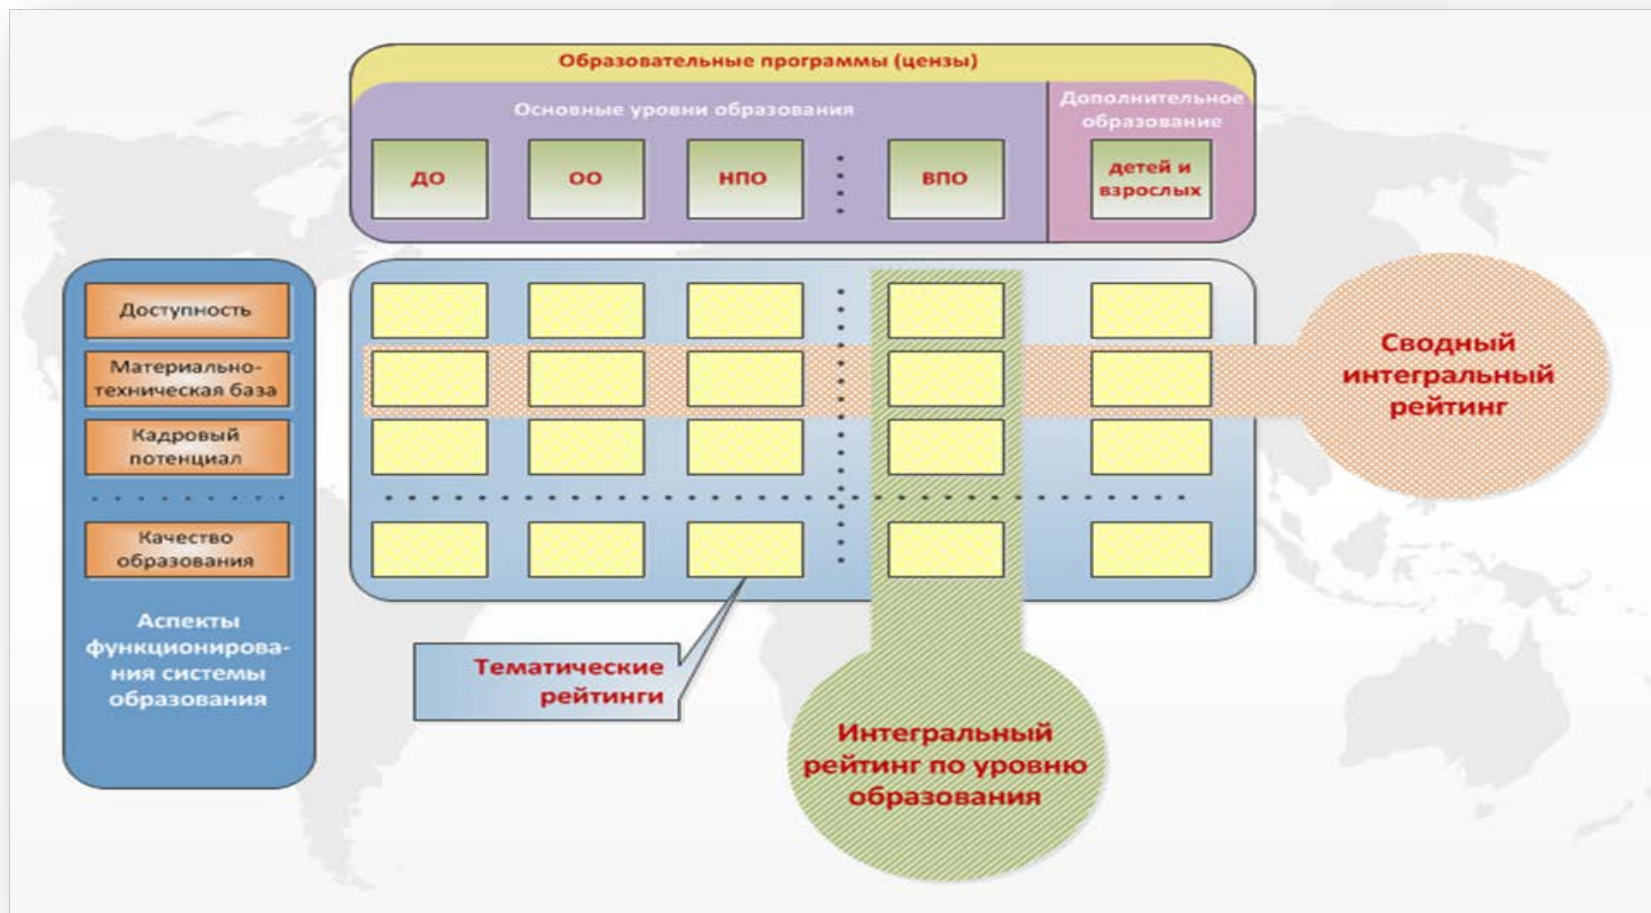 Образовательные программы (цензы)
Основные уровни образования
Дополнительное
образование
ДО
ОО
НПО
ВПО
детей и
взрослых
Доступность
Материально-
техническая база
Кадровый
потенциал
Качество
образования
Аспекты
функционирова-
ния системы
образования
Сводный
интегральный
рейтинг
Тематические
рейтинги
Интегральный
рейтинг по уровню
образования